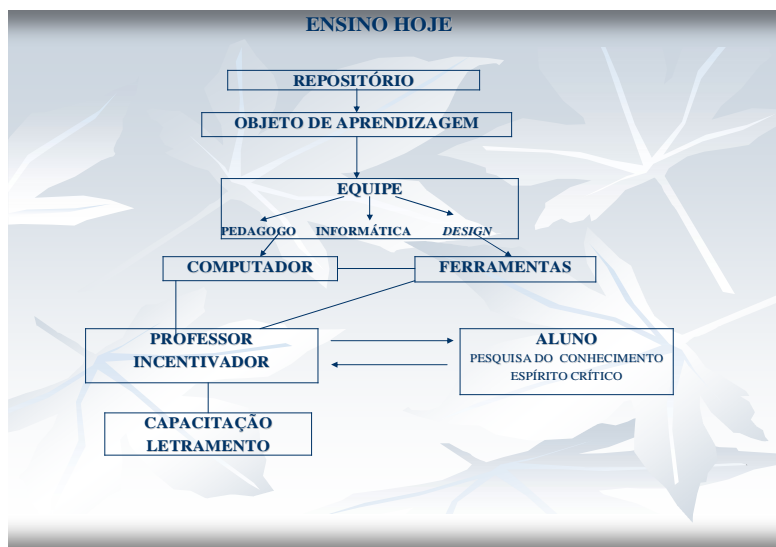 ENSINO HOJE
REPOSITÓRIO
OBJETO DE APRENDIZAGEM
EQUIPE
PEDAGOGO INFORMÁTICA DESIGN
COMPUTADOR
FERRAMENTAS
PROFESSOR
INCENTIVADOR
ALUNO
PESQUISA DO CONHECIMENTO
ESPÍRITO CRÍTICO
CAPACITAÇÃO
LETRAMENTO